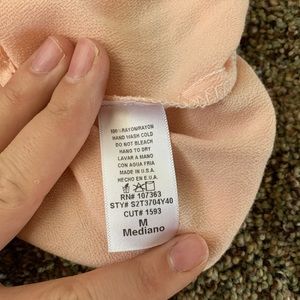 100%RAYON/RAYON
HAND WASH COLD
DO NOT BLEACH
HANG TO DRY
LAVAR A MANO
CON AGUA FRIA
MADE IN U.S.A.
HECHO EN E.U.A.
RN# 107363
STY# S2T3704Y40
CUT# 1593
M
Mediano